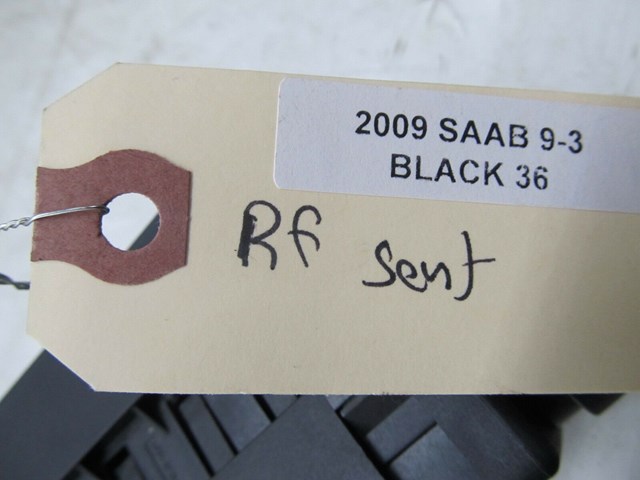 2009 SAAB 9-3
BLACK 36
Rf sent